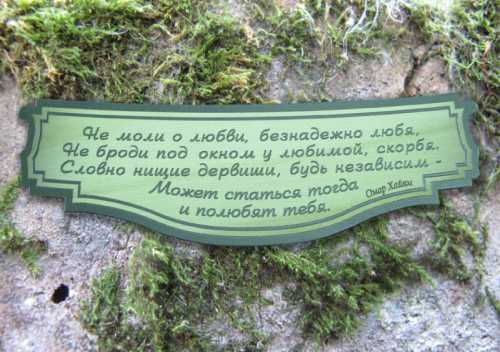 Не моли о любви, безнадежно любя,
Не броди под окном у любимой, скорбя.
Словно нищие дервиши, будь независим -
Может статься тогда
и полюбят тебя.
Омар Хайям